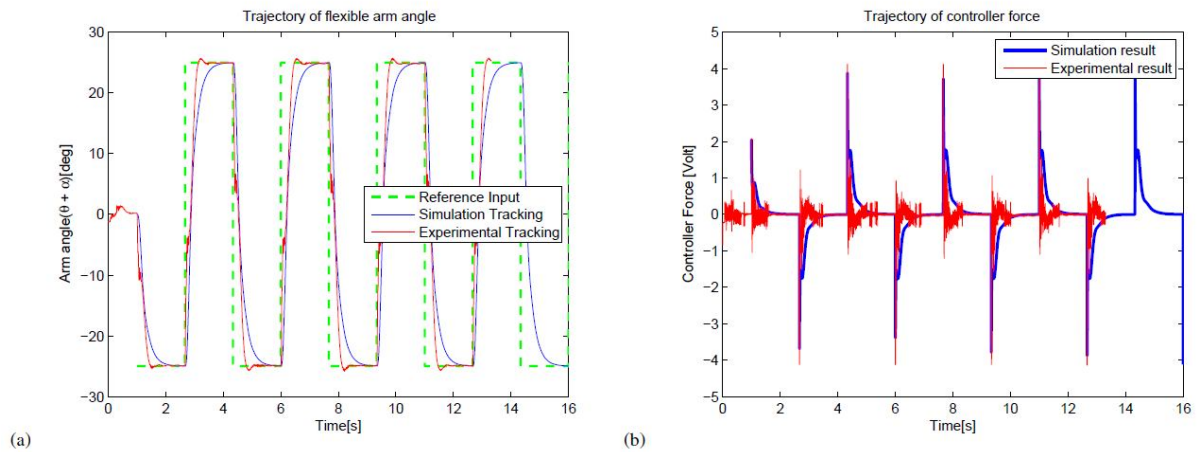 Trajectory of flexible arm angle
30
20
10
0
−10
−20
−30
Arm angle(θ + α)[deg]
Reference Input
Simulation Tracking
Experimental Tracking
0 2 4 6 8 10 12 14 16
Time[s]
(a)
Trajectory of controller force
5
4
3
2
1
0
−1
−2
−3
−4
−5
Controller Force [Volt]
Simulation result
Experimental result
0 2 4 6 8 10 12 14 16
Time[s]
(b)